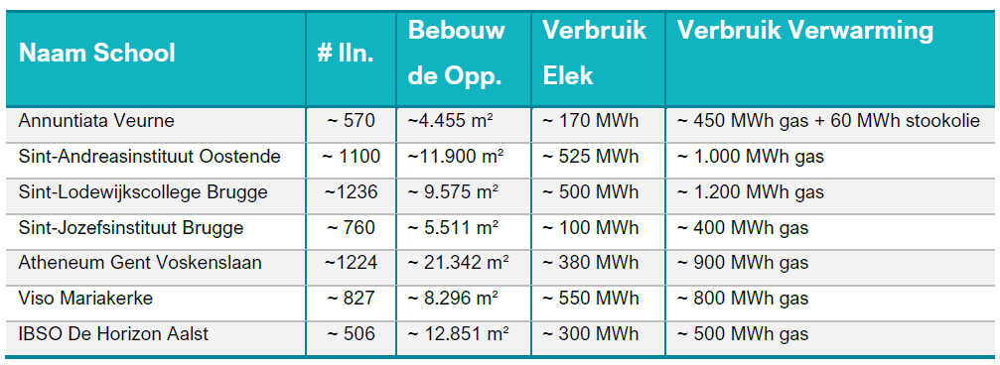 Naam School # lln. Bebouw de Opp. Verbruik Elek Verbruik Verwarming
Annuntiata Veurne ~ 570 ~4.455 m² ~ 170 MWh ~ 450 MWh gas + 60 MWh stookolie
Sint-Andreasinstituut Oostende ~ 1100 ~11.900 m² ~ 525 MWh ~ 1.000 MWh gas
Sint-Lodewijkscollege Brugge ~1236 ~ 9.575 m² ~ 500 MWh ~ 1.200 MWh gas
Sint-Jozefsinstituut Brugge ~ 760 ~ 5.511 m² ~ 100 MWh ~ 400 MWh gas
Atheneum Gent Voskenslaan ~1224 ~ 21.342 m² ~ 380 MWh ~ 900 MWh gas
Viso Mariakerke ~ 827 ~ 8.296 m² ~ 550 MWh ~ 800 MWh gas
IBSO De Horizon Aalst ~ 506 ~ 12.851 m² ~ 300 MWh ~ 500 MWh gas